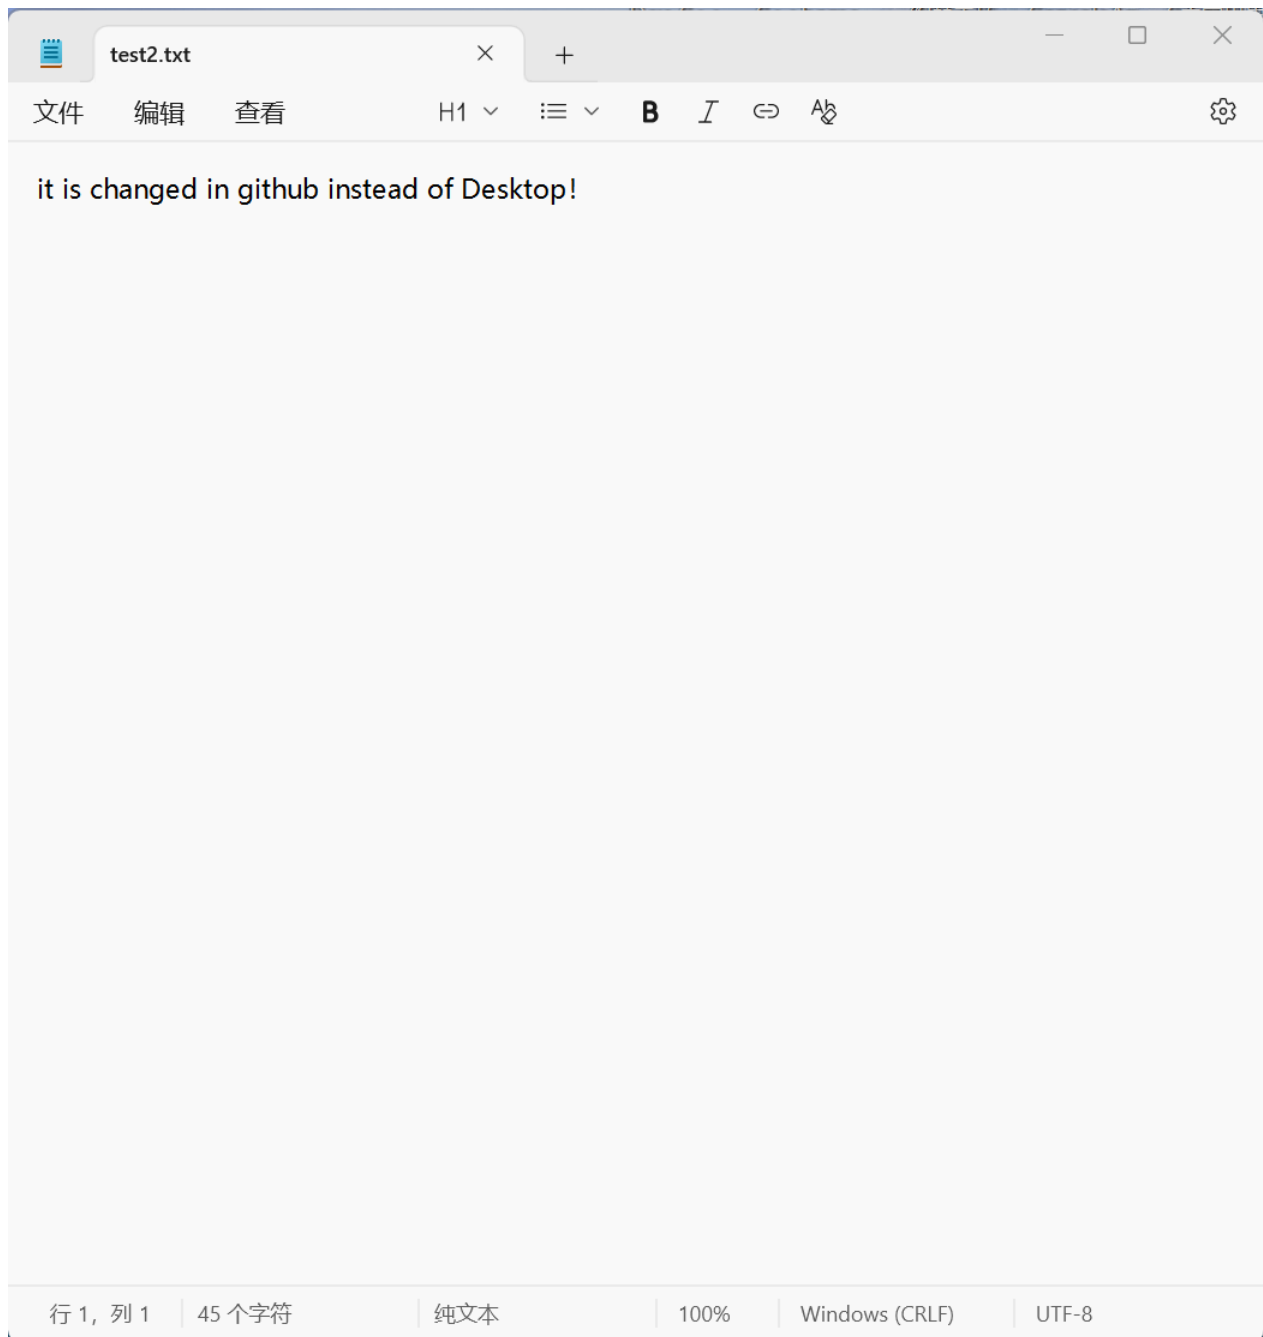 test2.txt
文件 编辑 查看 H1 B I
it is changed in github instead of Desktop!
行 1，列 1 45 个字符 纯文本 100% Windows (CRLF) UTF-8